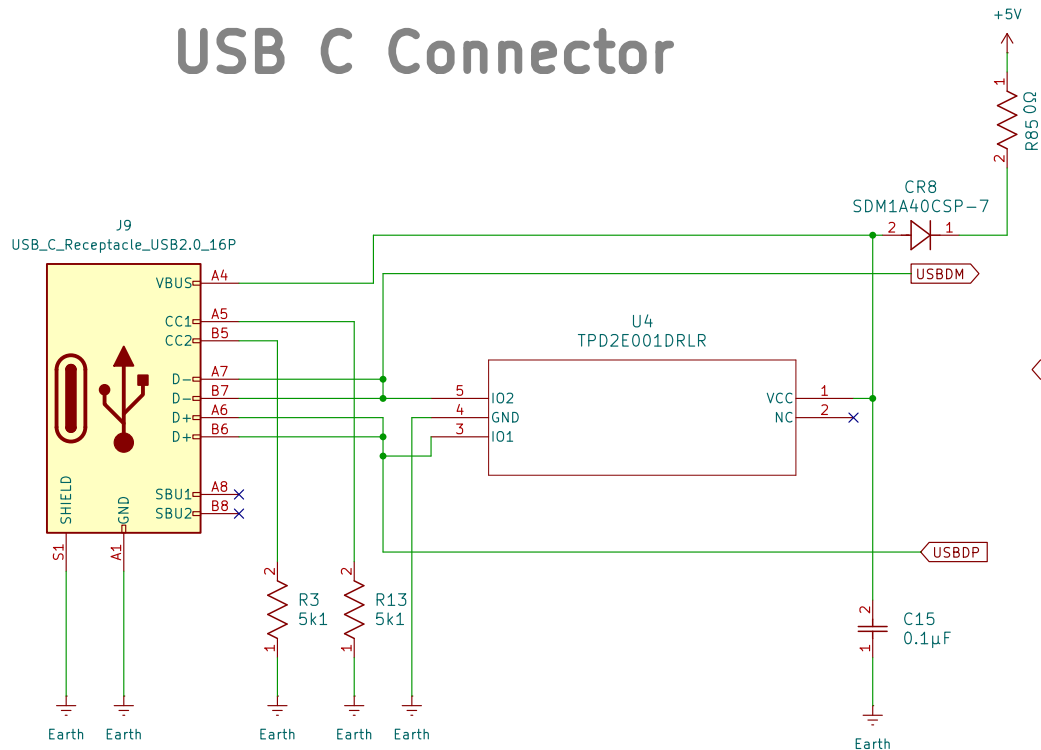 USB C Connector
+5V
1
R85 0Ω
2
CR8
SDM1A40CSP-7
2
1
J9
USB_C_Receptacle_USB2.0_16P
VBUS
A4
USBDM
CC1
A5
CC2
B5
U4
TPD2E001DRLR
D-
A7
D-
B7
D+
A6
D+
B6
5
IO2
4
GND
3
IO1
VCC
1
NC
2
SBU1
A8
SBU2
B8
SHIELD
GND
S1
A1
USBDP
2
R3
5k1
1
2
R13
5k1
1
2
C15
0.1µF
1
Earth
Earth
Earth
Earth
Earth
Earth